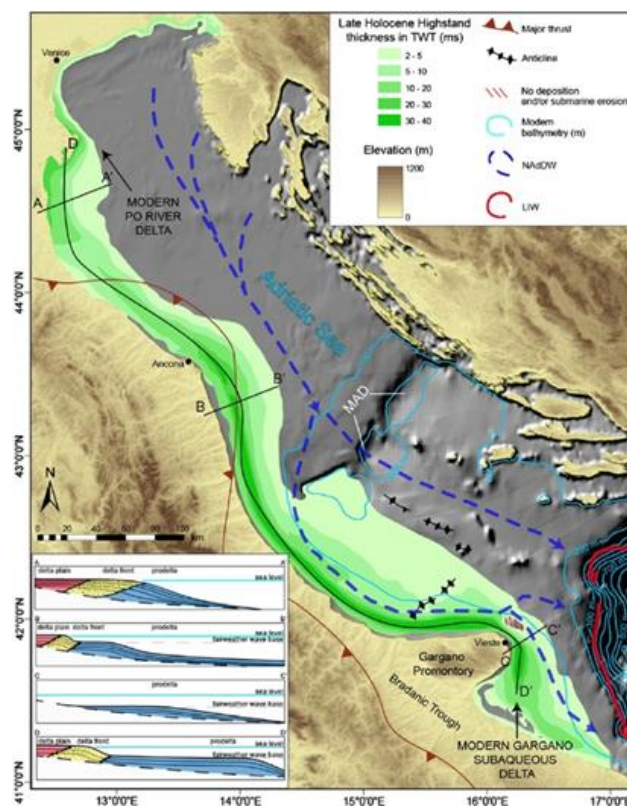 Late Holocene Highstand
thickness in TWT (ms)
2 - 5
5 - 10
10 - 20
20 - 30
30 - 40
Elevation (m)
1200
0
Major thrust
Anticline
No deposition
and/or submarine erosion
Modern
bathymetry (m)
NAdDW
LIW
Venice
45°0'0"N
D
A
A'
MODERN
PO RIVER
DELTA
44°0'0"N
Adriatic Sea
Ancona
B
B'
MAD
43°0'0"N
N
0 10 20 40 60 80 100
km
42°0'0"N
Vieste
C
C'
Gargano
Promontory
D'
Bradanic Trough
MODERN GARGANO
SUBAQUEOUS
DELTA
41°0'0"N
A
A'
delta plain delta front prodelta
sea level
B
delta plain delta front prodelta
sea level
fairweather wave base
C
C'
prodelta
sea level
fairweather wave base
D
D'
delta plain delta front prodelta
sea level
fairweather wave base
13°0'0"E 14°0'0"E 15°0'0"E 16°0'0"E 17°0'0"E